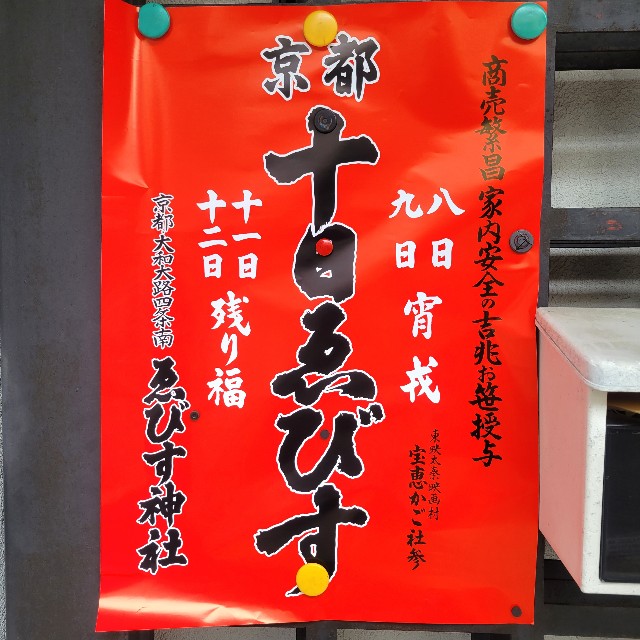 京都
十日ゑびす
商売繁昌 家内安全の吉兆お笹授与
八日
九日
宵戎
東映太秦映画村
宝恵かご社参
十一日
十二日
残り福
京都大和大路四条南
ゑびす神社